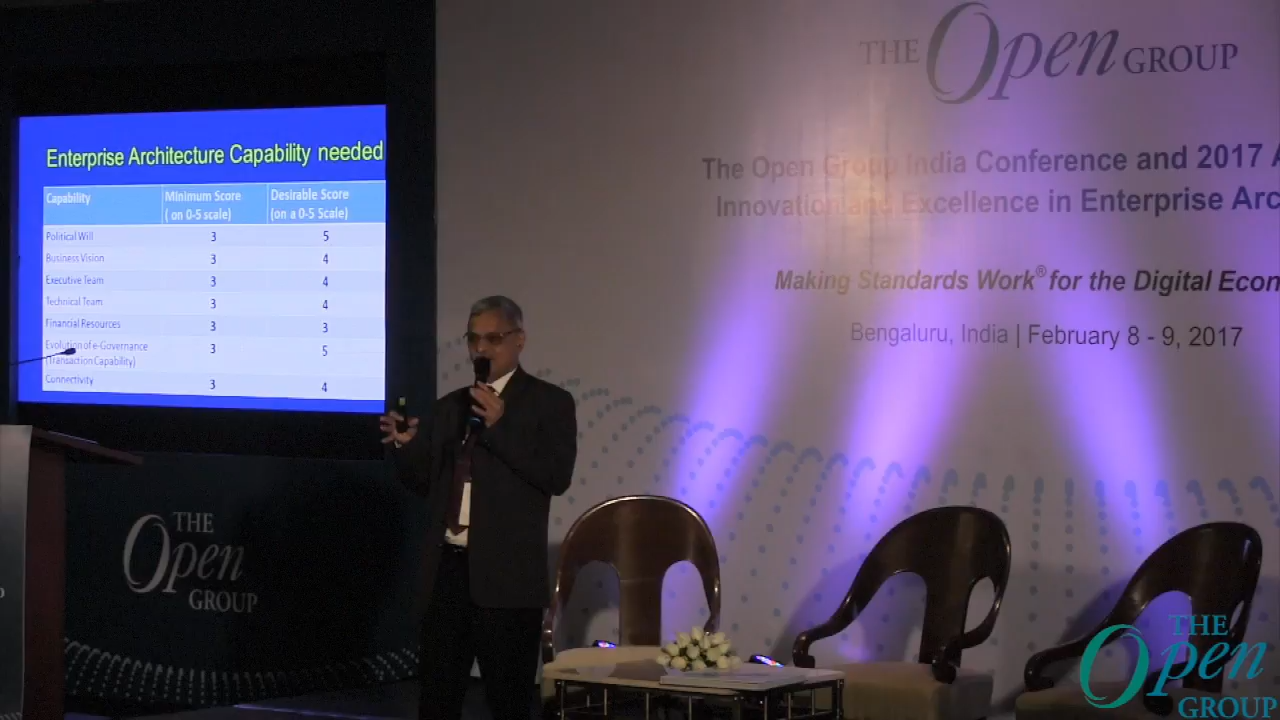 THE Open GROUP
The Open Group India Conference and 2017 A
Innovation and Excellence in Enterprise Arc
Making Standards Work® for the Digital Econ
Bengaluru, India | February 8 - 9, 2017
Enterprise Architecture Capability needed
Capability Minimum Score Desirable Score
( on 0-5 scale) (on a 0-5 Scale)
Political Will 3 5
Business Vision 3 4
Executive Team 3 4
Technical Team 3 4
Financial Resources 3 3
Evolution of e-Governance 3 5
(Transaction Capability)
Connectivity 3 4
THE
Open
GROUP
THE
Open
GROUP